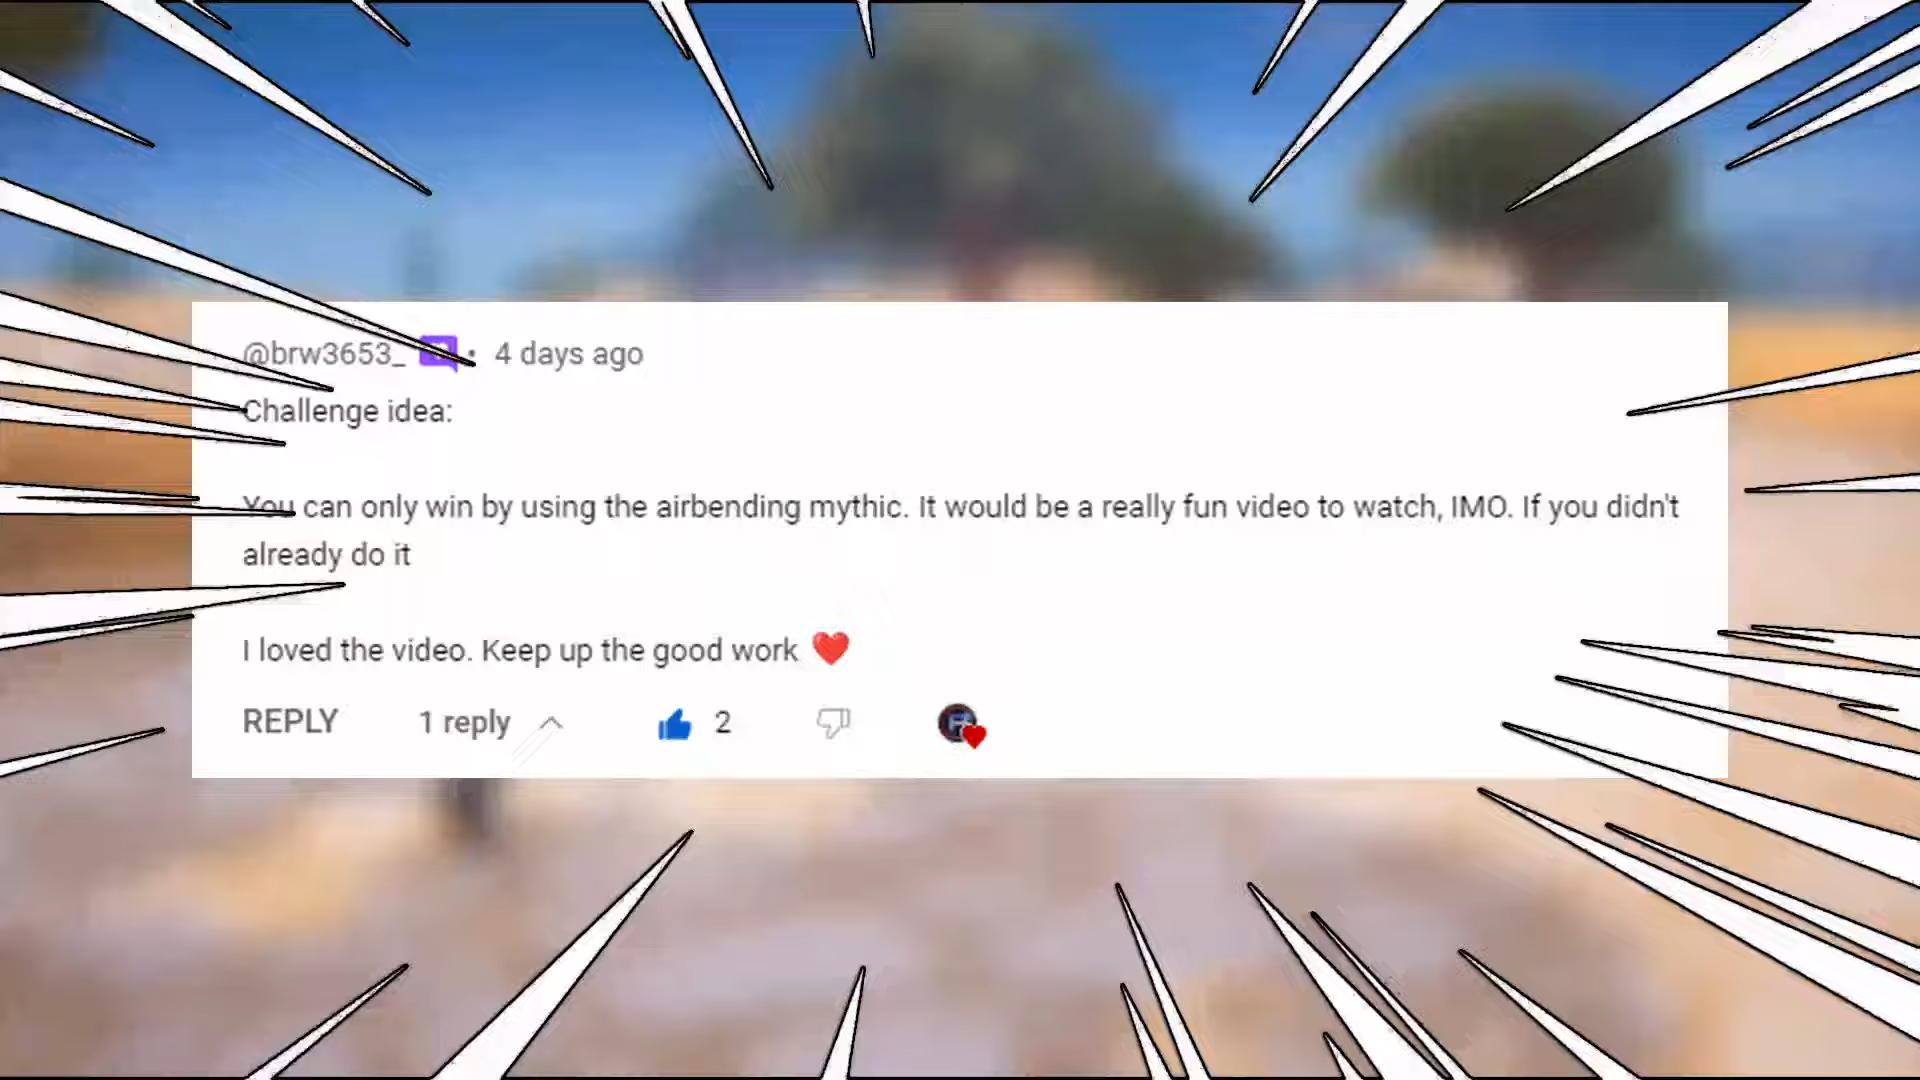 @brw3653_ • 4 days ago
Challenge idea:
You can only win by using the airbending mythic. It would be a really fun video to watch, IMO. If you didn't
already do it
I loved the video. Keep up the good work ❤️
REPLY 1 reply 2